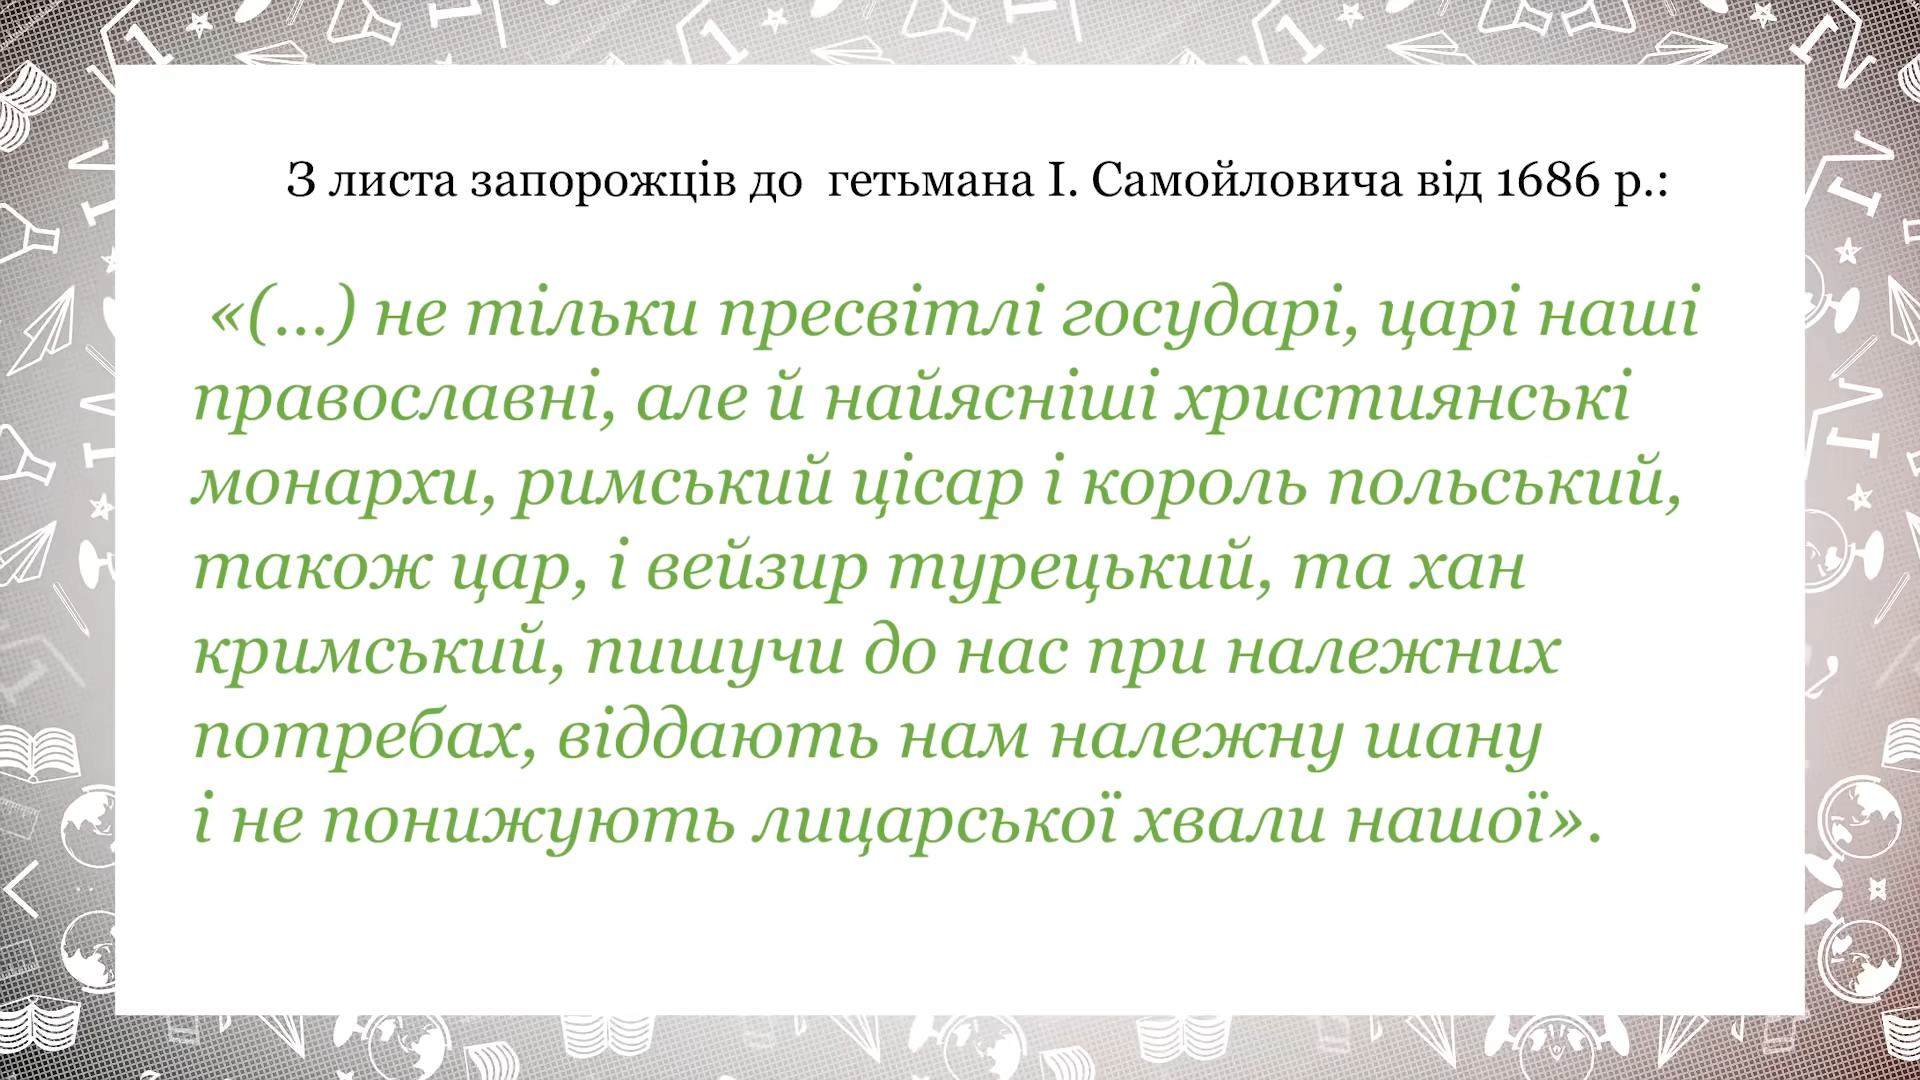 З листа запорожців до гетьмана І. Самойловича від 1686 р.:
«(...) не тільки пресвітлі государі, царі наші
православні, але й найясніші християнські
монархи, римський цісар і король польський,
також цар, і вейзир турецький, та хан
кримський, пишучи до нас при належних
потребах, віддають нам належну шану
і не понижують лицарської хвали нашої».